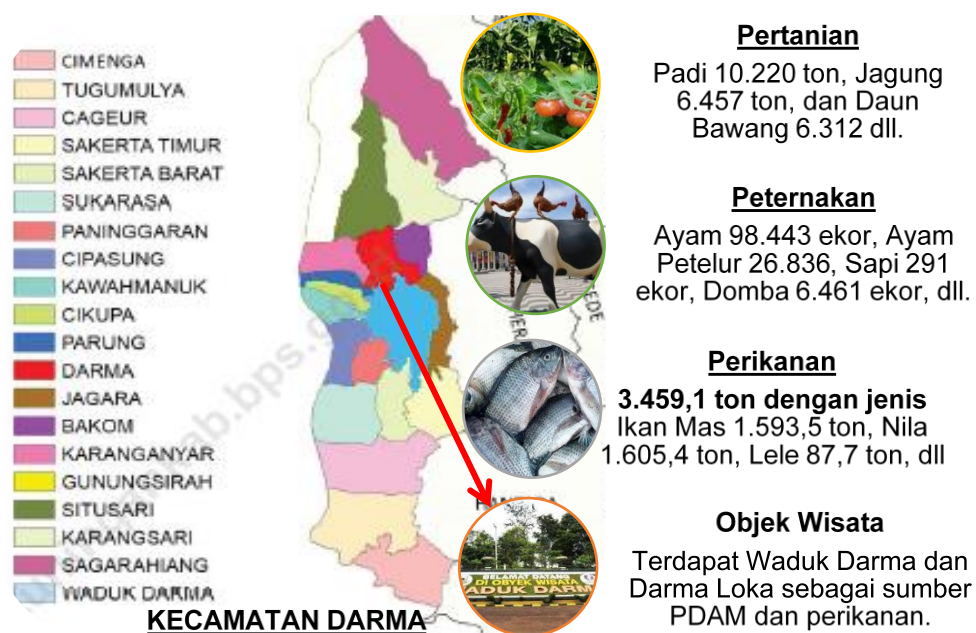 CIMENGA
TUGUMULYA
CAGEUR
SAKERTA TIMUR
SAKERTA BARAT
SUKARASA
PANINGGARAN
CIPASUNG
KAWAHMANUK
CIKUPA
PARUNG
DARMA
JAGARA
BAKOM
KARANGANYAR
GUNUNGSIRAH
SITUSARI
KARANGSARI
SAGARAHIANG
WADUK DARMA
KECAMATAN DARMA
SELAMAT DATANG
DI OBYEK WISATA
WADUK DARMA
Pertanian
Padi 10.220 ton, Jagung
6.457 ton, dan Daun
Bawang 6.312 dll.
Peternakan
Ayam 98.443 ekor, Ayam
Petelur 26.836, Sapi 291
ekor, Domba 6.461 ekor, dll.
Perikanan
3.459,1 ton dengan jenis
Ikan Mas 1.593,5 ton, Nila
1.605,4 ton, Lele 87,7 ton, dll
Objek Wisata
Terdapat Waduk Darma dan
Darma Loka sebagai sumber
PDAM dan perikanan.